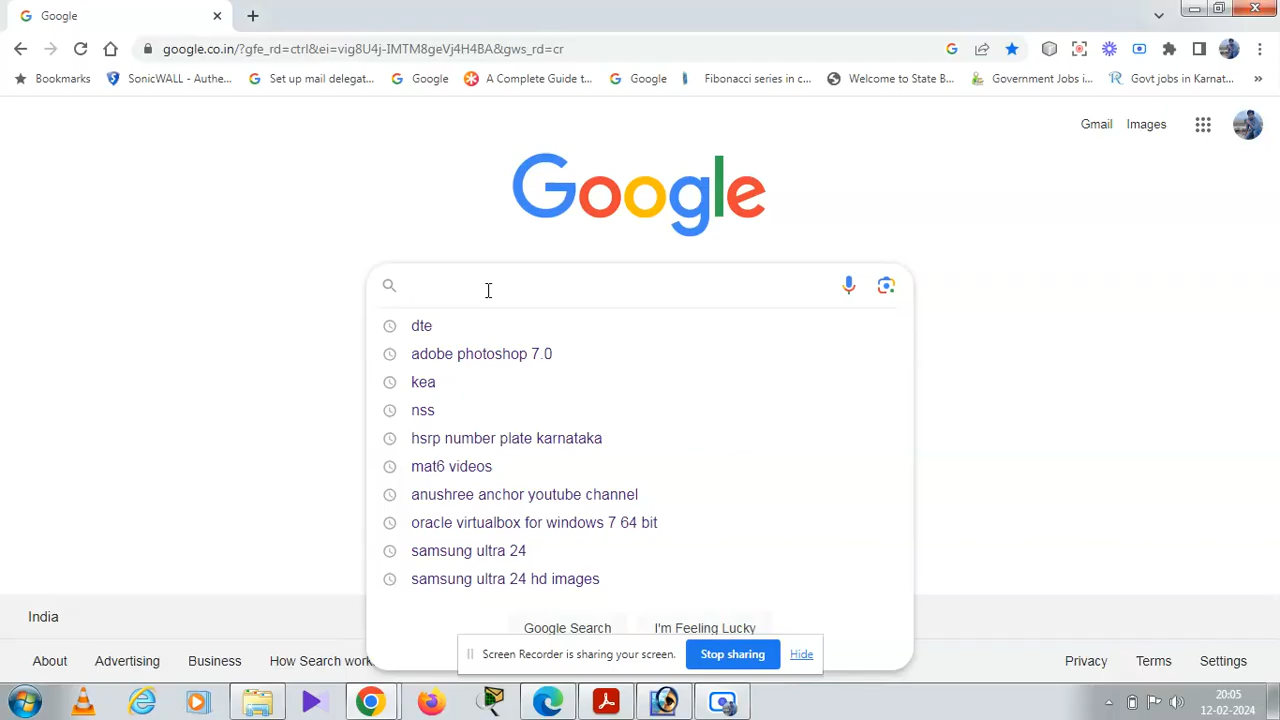 Google
google.co.in/?gfe_rd=ctrl&ei=vig8U4j-IMTM8geVj4H4BA&gws_rd=cr
Bookmarks SonicWALL - Authe... Set up mail delegat... Google A Complete Guide t... Google Fibonacci series in c... Welcome to State B... Government Jobs i... Govt jobs in Karnat...
Gmail Images
Google
dte
adobe photoshop 7.0
kea
nss
hsrp number plate karnataka
mat6 videos
anushree anchor youtube channel
oracle virtualbox for windows 7 64 bit
samsung ultra 24
samsung ultra 24 hd images
India
Google Search I'm Feeling Lucky
Screen Recorder is sharing your screen. Stop sharing Hide
About Advertising Business How Search work Privacy Terms Settings
20:05
12-02-2024